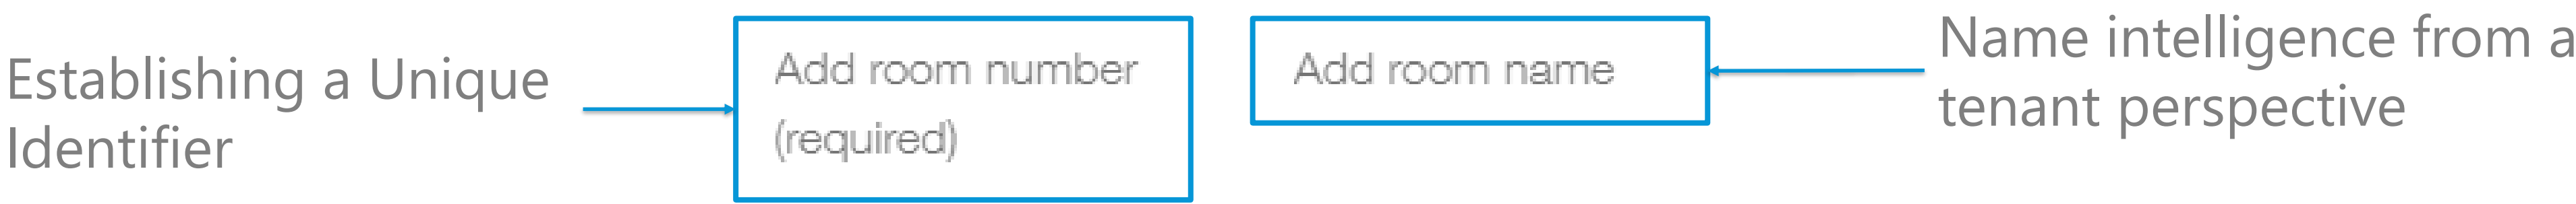 Establishing a Unique
Identifier
Add room number
(required)
Add room name
Name intelligence from a
tenant perspective